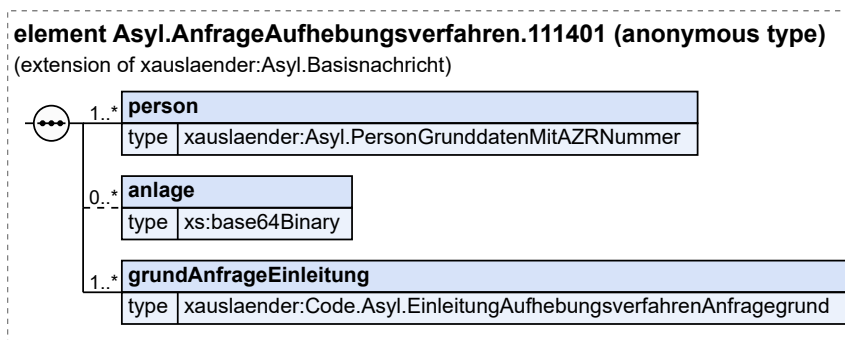 element Asyl.AnfrageAufhebungsverfahren.111401 (anonymous type)
(extension of xauslaender:Asyl.Basisnachricht)
1..* person
type xauslaender:Asyl.PersonGrunddatenMitAZRNummer
0..* anlage
type xs:base64Binary
1..* grundAnfrageEinleitung
type xauslaender:Code.Asyl.EinleitungAufhebungsverfahrenAnfragegrund